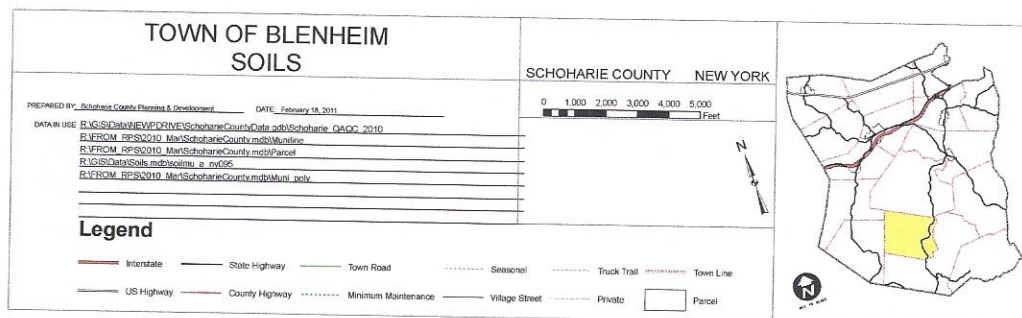 TOWN OF BLENHEIM
SOILS
PREPARED BY: Schoharie County Planning & Development DATE: February 18, 2011
DATA IN USE R:\GIS\Data\NEWPDRIVE\SchoharieCountyData.gdb\Schoharie_QAQC_2010
R:\FROM_RPS\2010_Mar\SchoharieCounty.mdb\Muniline
R:\FROM_RPS\2010_Mar\SchoharieCounty.mdb\Parcel
R:\GIS\Data\Soils.mdb\soilmu_a_ny095
R:\FROM_RPS\2010_Mar\SchoharieCounty.mdb\Muni_poly
SCHOHARIE COUNTY NEW YORK
0 1,000 2,000 3,000 4,000 5,000
Feet
N
Legend
Interstate State Highway Town Road Seasonal Truck Trail Town Line
US Highway County Highway Minimum Maintenance Village Street Private Parcel
N